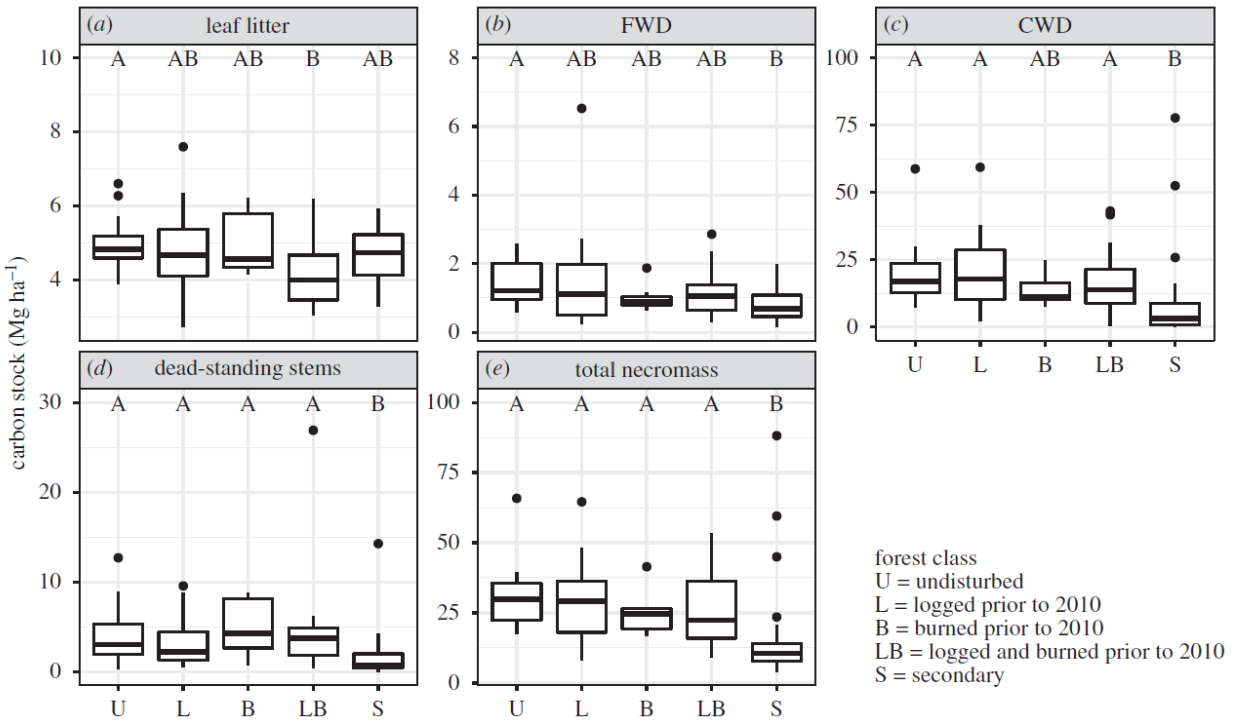 (a) leaf litter
(b) FWD
(c) CWD
carbon stock (Mg ha⁻¹)
10
8
6
4
A AB AB B AB
8
6
4
2
0
A AB AB AB B
100
75
50
25
0
A A AB A B
U L B LB S
(d) dead-standing stems
(e) total necromass
30
20
10
0
A A A A B
U L B LB S
100
75
50
25
0
A A A A B
U L B LB S
forest class
U = undisturbed
L = logged prior to 2010
B = burned prior to 2010
LB = logged and burned prior to 2010
S = secondary